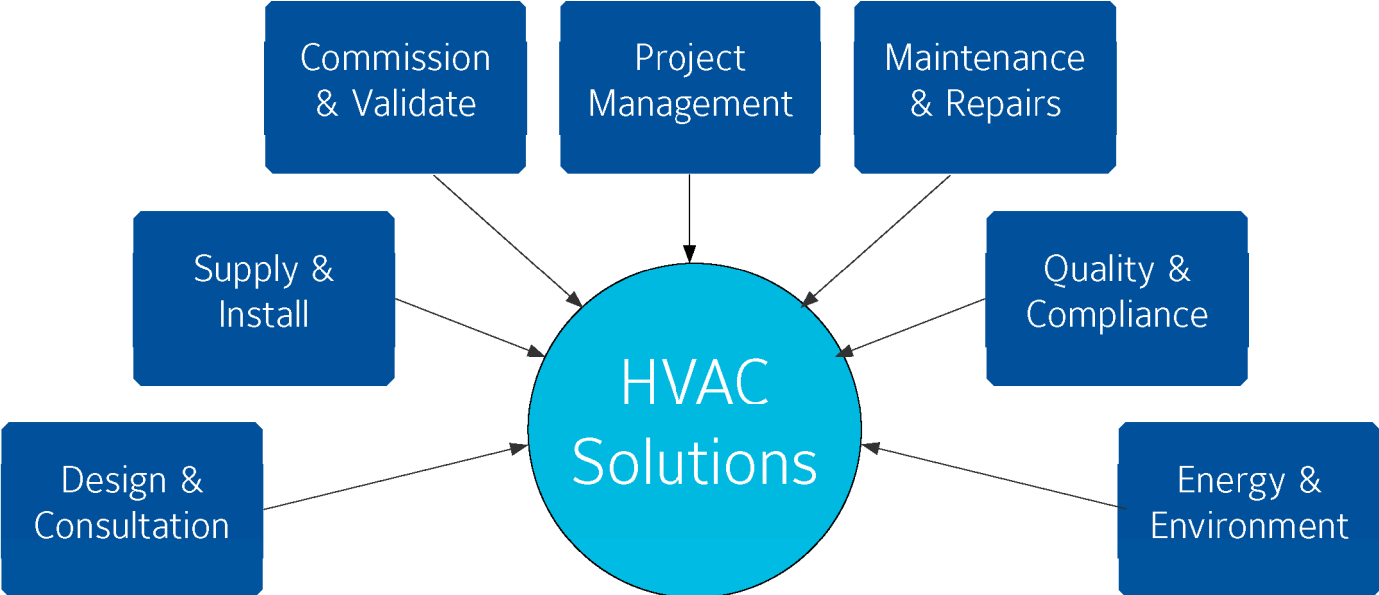 Commission
& Validate
Project
Management
Maintenance
& Repairs
Supply &
Install
Quality &
Compliance
HVAC
Solutions
Design &
Consultation
Energy &
Environment